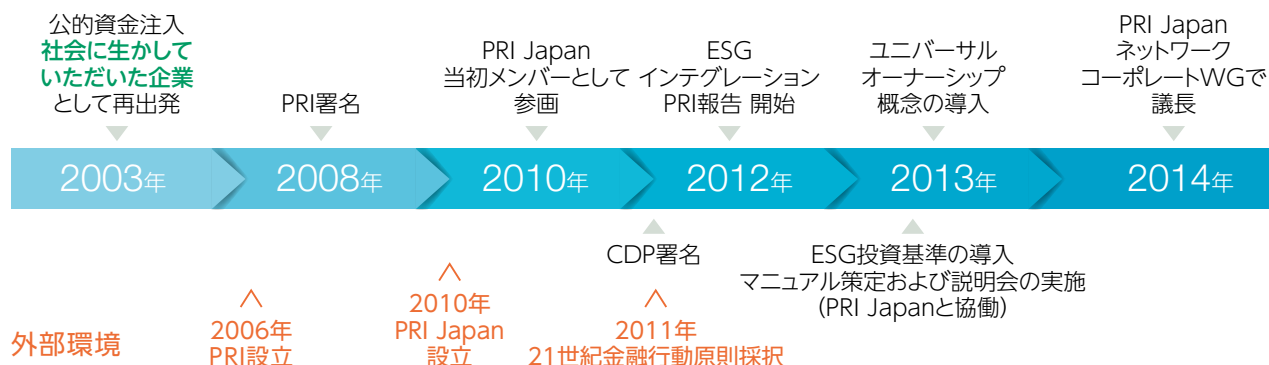 公的資金注入
社会に生かして
いただいた企業
として再出発
PRI署名
PRI Japan
当初メンバーとして
参画
ESG
インテグレーション
PRI報告 開始
ユニバーサル
オーナーシップ
概念の導入
PRI Japan
ネットワーク
コーポレートWGで
議長
2003年
2008年
2010年
2012年
2013年
2014年
CDP署名
ESG投資基準の導入
マニュアル策定および説明会の実施
(PRI Japanと協働)
外部環境
2006年
PRI設立
2010年
PRI Japan
設立
2011年
21世紀金融行動原則採択